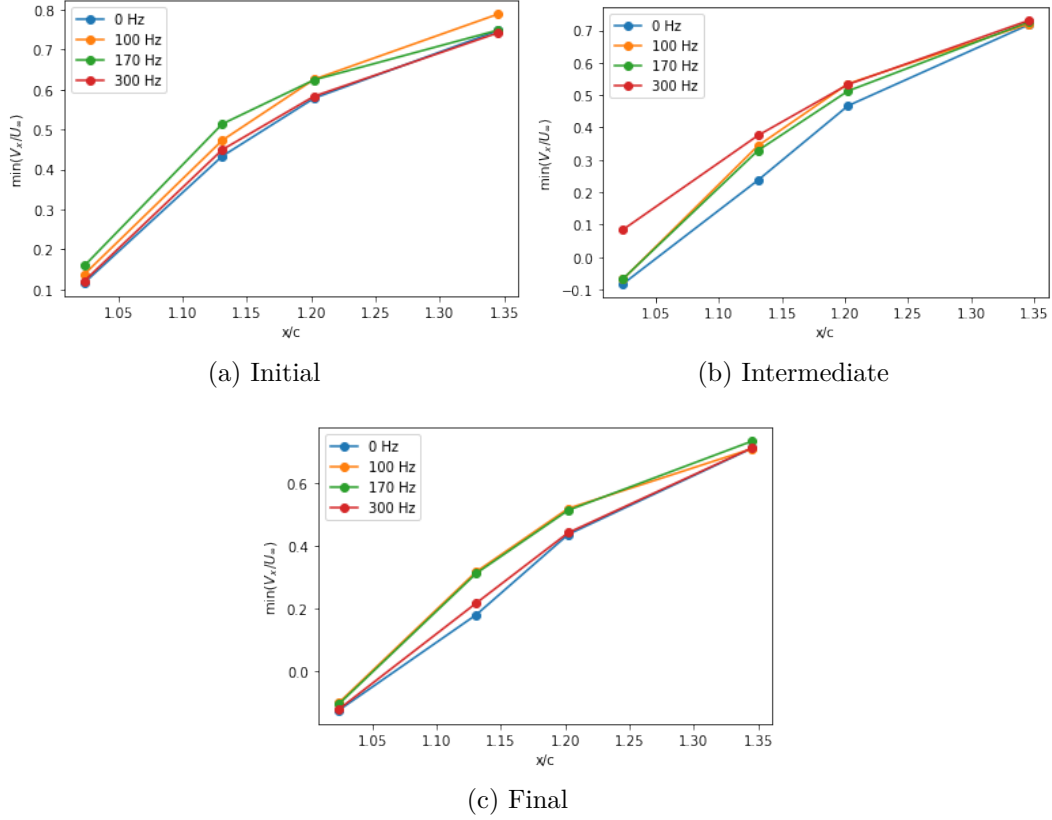 0.8
0.7
0.6
0.5
0.4
0.3
0.2
0.1
min(Vₓ/U∞)
0 Hz
100 Hz
170 Hz
300 Hz
1.05 1.10 1.15 1.20 1.25 1.30 1.35
x/c
(a) Initial
0.7
0.6
0.5
0.4
0.3
0.2
0.1
0.0
−0.1
min(Vₓ/U∞)
0 Hz
100 Hz
170 Hz
300 Hz
1.05 1.10 1.15 1.20 1.25 1.30 1.35
x/c
(b) Intermediate
0.6
0.4
0.2
0.0
min(Vₓ/U∞)
0 Hz
100 Hz
170 Hz
300 Hz
1.05 1.10 1.15 1.20 1.25 1.30 1.35
x/c
(c) Final